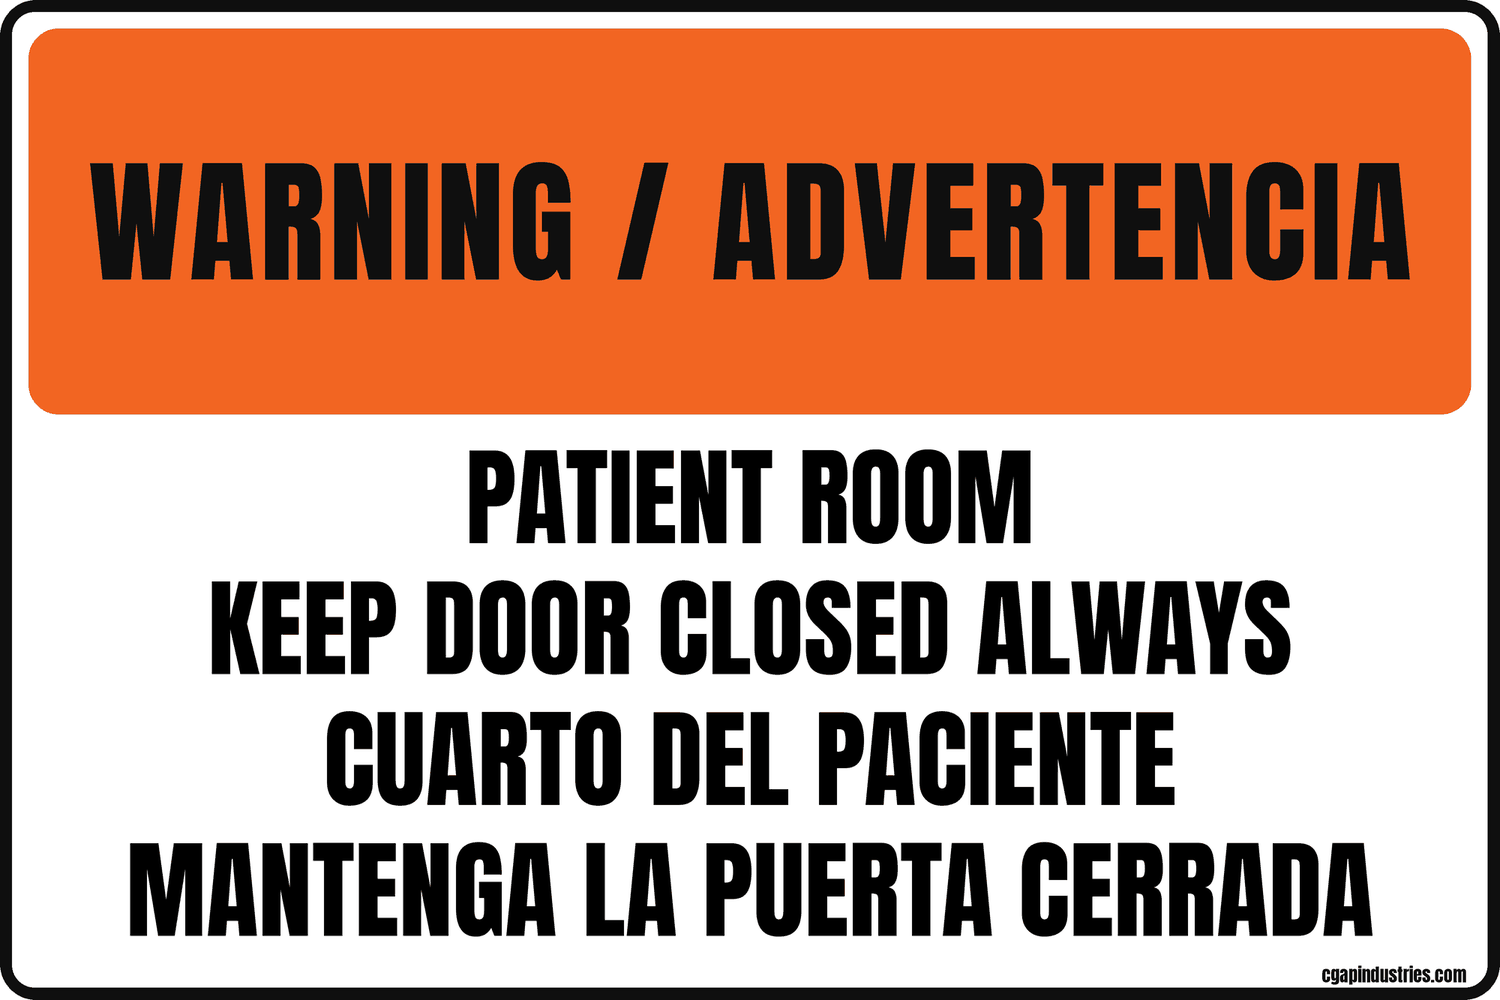 WARNING / ADVERTENCIA
PATIENT ROOM
KEEP DOOR CLOSED ALWAYS
CUARTO DEL PACIENTE
MANTENGA LA PUERTA CERRADA
cgapindustries.com